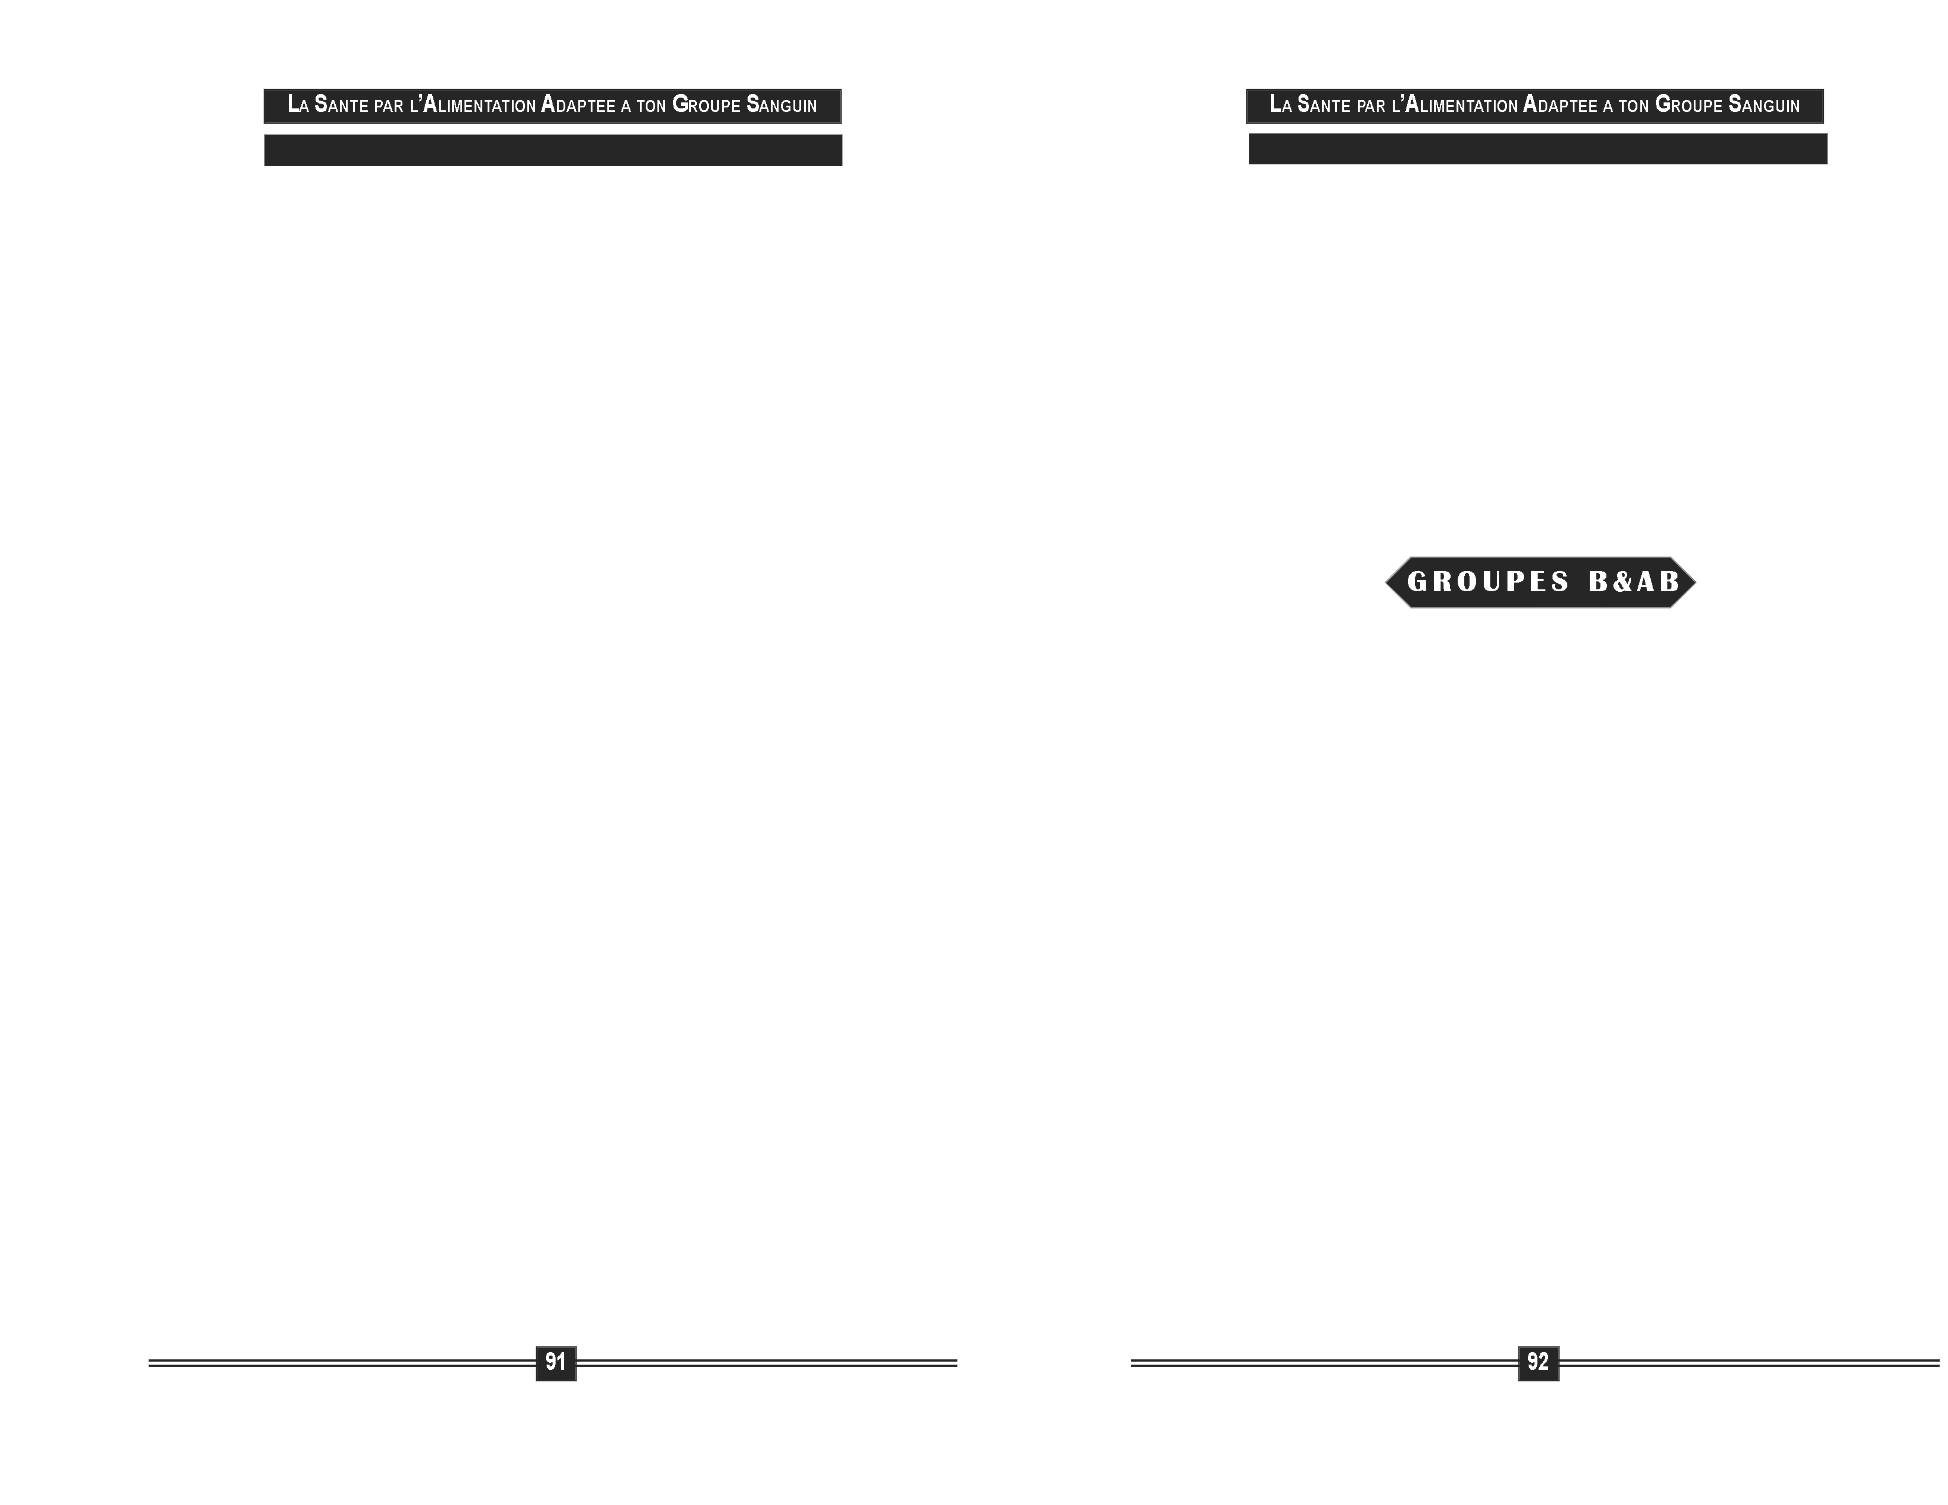 LA SANTE PAR L'ALIMENTATION ADAPTEE A TON GROUPE SANGUIN
91
LA SANTE PAR L'ALIMENTATION ADAPTEE A TON GROUPE SANGUIN
GROUPES B&AB
92